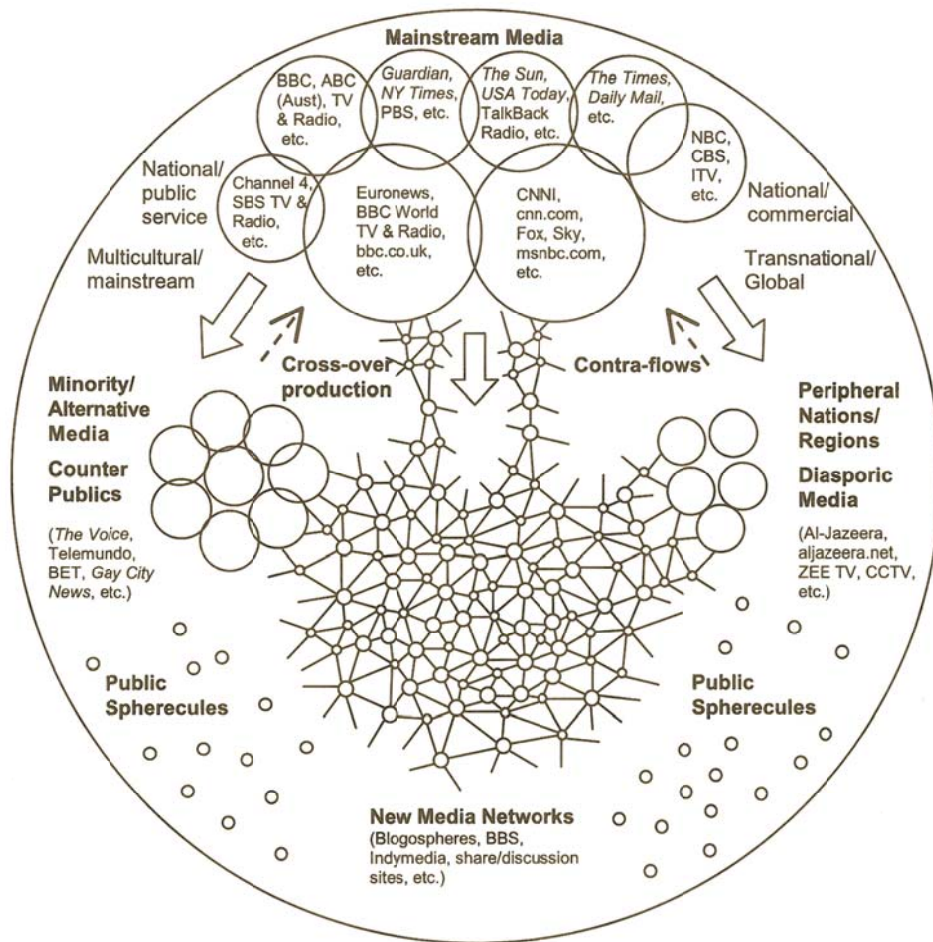 Mainstream Media
BBC, ABC
(Aust), TV
& Radio,
etc.
Guardian,
NY Times,
PBS, etc.
The Sun,
USA Today,
TalkBack
Radio, etc.
The Times,
Daily Mail,
etc.
NBC,
CBS,
ITV,
etc.
National/
public
service
Channel 4,
SBS TV &
Radio,
etc.
Euronews,
BBC World
TV & Radio,
bbc.co.uk,
etc.
CNNI,
cnn.com,
Fox, Sky,
msnbc.com,
etc.
National/
commercial
Multicultural/
mainstream
Transnational/
Global
Cross-over
production
Contra-flows
Minority/
Alternative
Media
Counter
Publics
(The Voice,
Telemundo,
BET, Gay City
News, etc.)
Peripheral
Nations/
Regions
Diasporic
Media
(Al-Jazeera,
aljazeera.net,
ZEE TV, CCTV,
etc.)
Public
Spherecules
Public
Spherecules
New Media Networks
(Blogospheres, BBS,
Indymedia, share/discussion
sites, etc.)